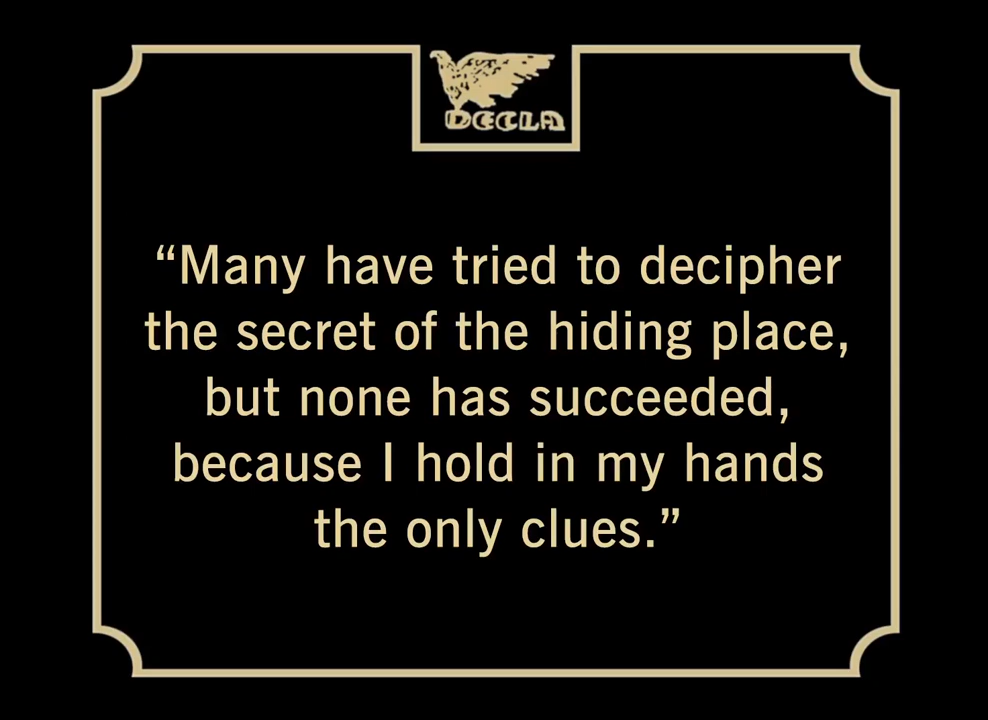 DECLA
“Many have tried to decipher
the secret of the hiding place,
but none has succeeded,
because I hold in my hands
the only clues.”